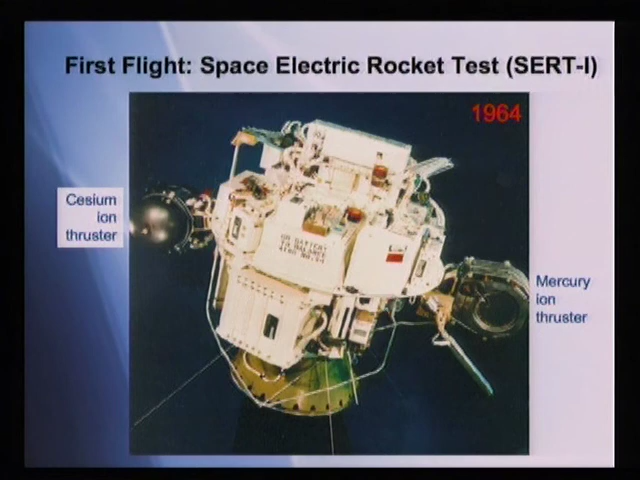 First Flight: Space Electric Rocket Test (SERT-I)
1964
Cesium
ion
thruster
Mercury
ion
thruster